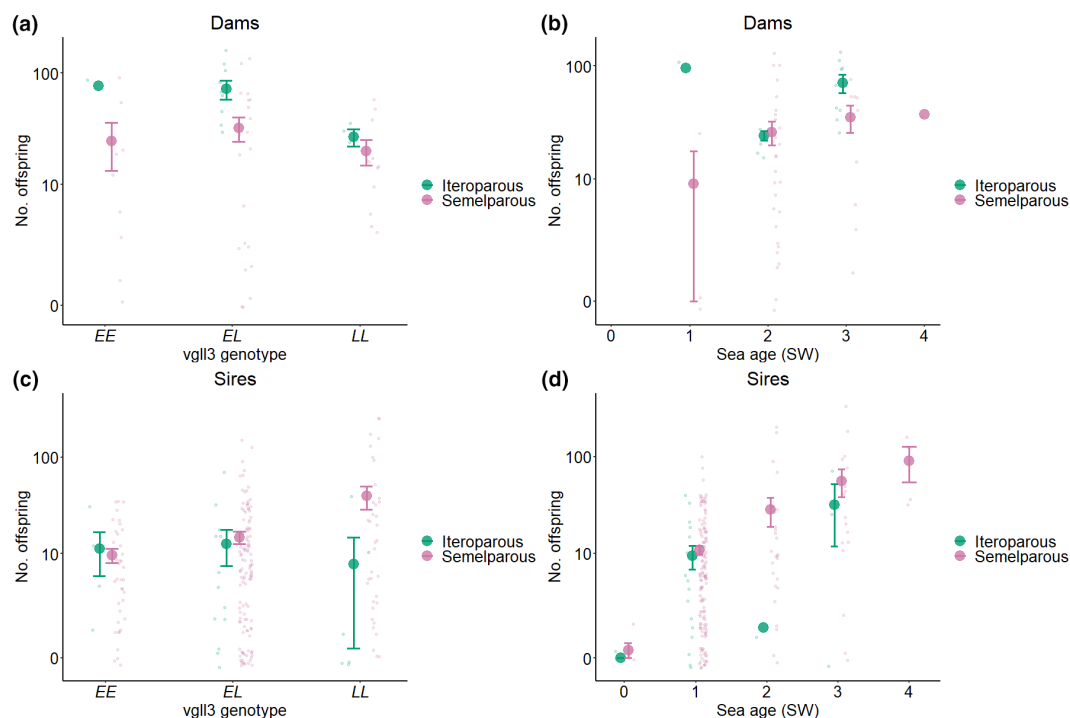 (a)
Dams
No. offspring
100
10
0
EE EL LL
vgll3 genotype
Iteroparous
Semelparous
(b)
Dams
No. offspring
100
10
0
0 1 2 3 4
Sea age (SW)
Iteroparous
Semelparous
(c)
Sires
No. offspring
100
10
0
EE EL LL
vgll3 genotype
Iteroparous
Semelparous
(d)
Sires
No. offspring
100
10
0
0 1 2 3 4
Sea age (SW)
Iteroparous
Semelparous